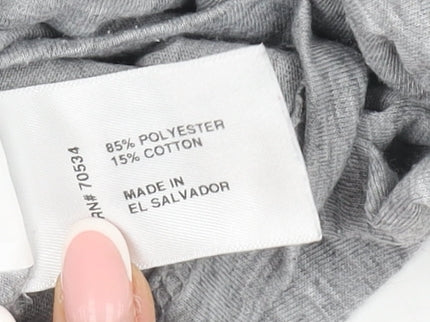 85% POLYESTER
15% COTTON
MADE IN
EL SALVADOR
RN# 70534